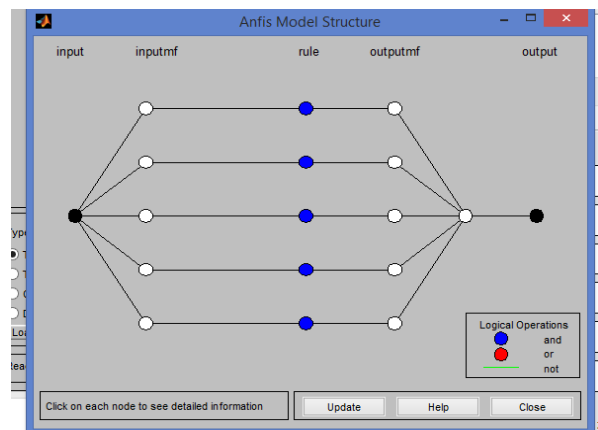 Anfis Model Structure
input inputmf rule outputmf output
Logical Operations
and
or
not
Click on each node to see detailed information
Update Help Close